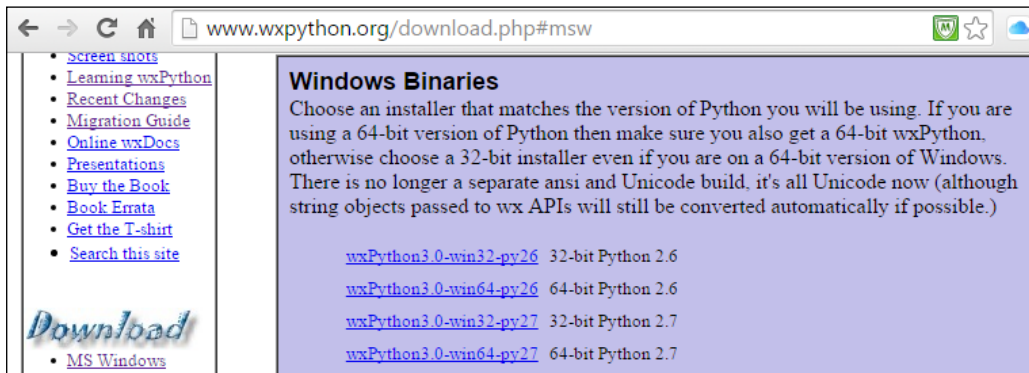 www.wxpython.org/download.php#msw
Screen shots
Learning wxPython
Recent Changes
Migration Guide
Online wxDocs
Presentations
Buy the Book
Book Errata
Get the T-shirt
Search this site
Download
MS Windows
Windows Binaries
Choose an installer that matches the version of Python you will be using. If you are
using a 64-bit version of Python then make sure you also get a 64-bit wxPython,
otherwise choose a 32-bit installer even if you are on a 64-bit version of Windows.
There is no longer a separate ansi and Unicode build, it's all Unicode now (although
string objects passed to wx APIs will still be converted automatically if possible.)
wxPython3.0-win32-py26 32-bit Python 2.6
wxPython3.0-win64-py26 64-bit Python 2.6
wxPython3.0-win32-py27 32-bit Python 2.7
wxPython3.0-win64-py27 64-bit Python 2.7